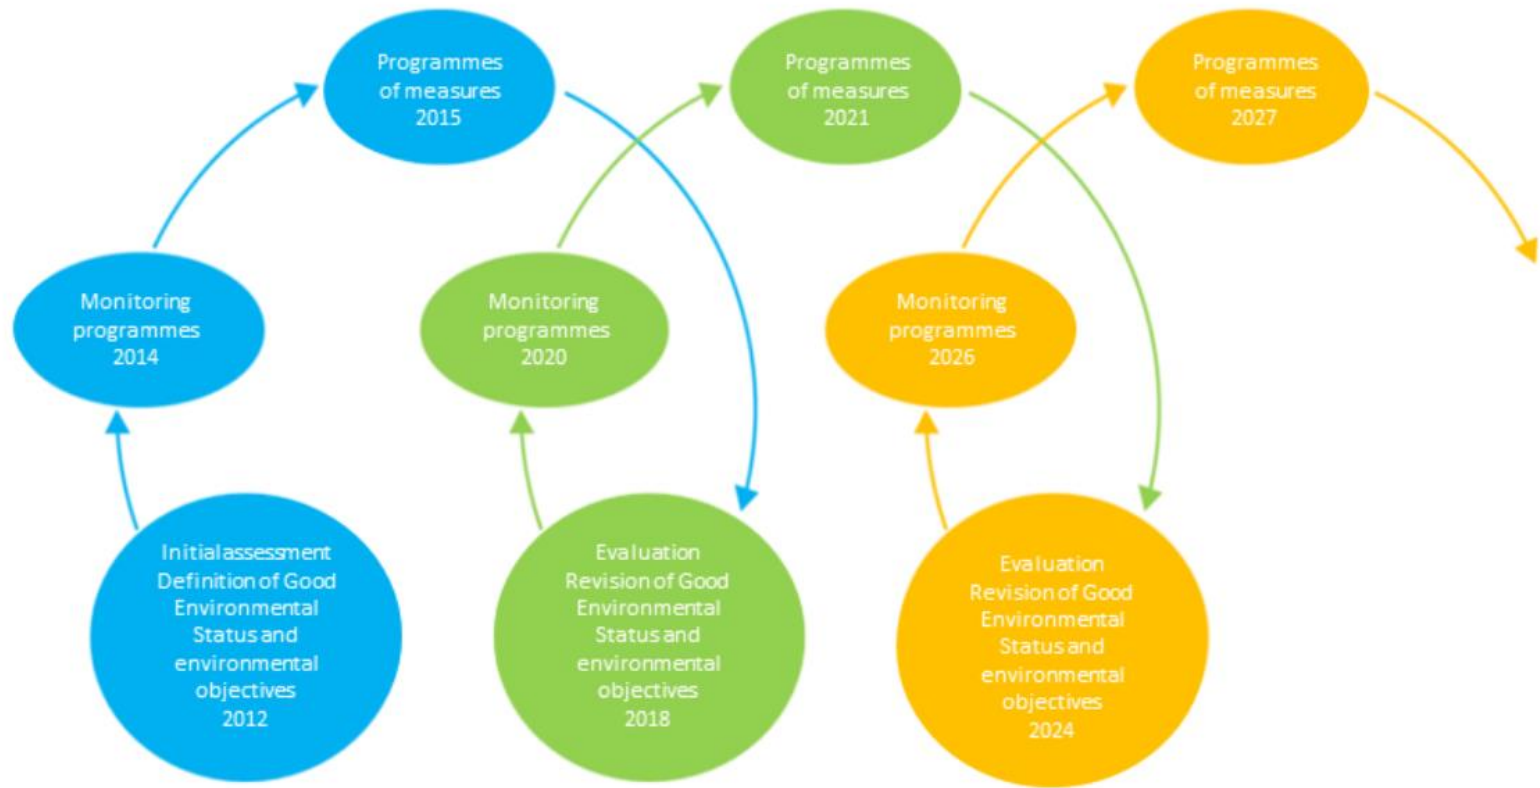 Programmes
of measures
2015
Programmes
of measures
2021
Programmes
of measures
2027
Monitoring
programmes
2014
Monitoring
programmes
2020
Monitoring
programmes
2026
Initial assessment
Definition of Good
Environmental
Status and
environmental
objectives
2012
Evaluation
Revision of Good
Environmental
Status and
environmental
objectives
2018
Evaluation
Revision of Good
Environmental
Status and
environmental
objectives
2024